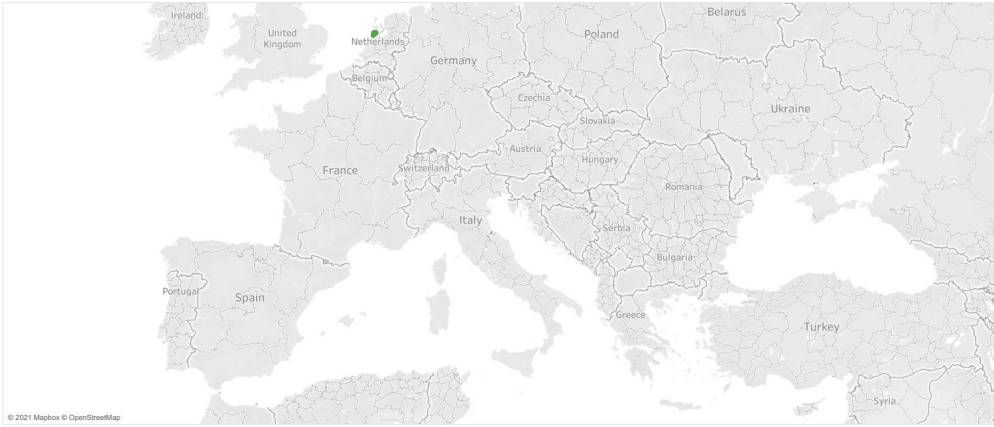 Ireland
United
Kingdom
Netherlands
Belgium
Germany
Poland
Belarus
Czechia
Slovakia
Ukraine
Austria
Hungary
Switzerland
France
Romania
Italy
Serbia
Bulgaria
Portugal
Spain
Greece
Turkey
Syria
© 2021 Mapbox © OpenStreetMap